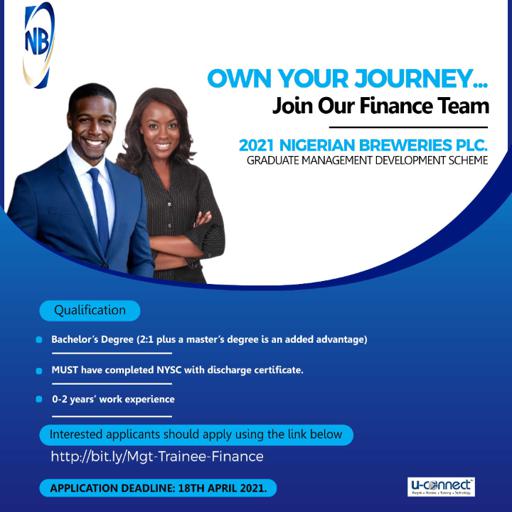 NB
OWN YOUR JOURNEY...
Join Our Finance Team
2021 NIGERIAN BREWERIES PLC.
GRADUATE MANAGEMENT DEVELOPMENT SCHEME
Qualification
Bachelor's Degree (2:1 plus a master's degree is an added advantage)
MUST have completed NYSC with discharge certificate.
0-2 years' work experience
Interested applicants should apply using the link below
http://bit.ly/Mgt-Trainee-Finance
APPLICATION DEADLINE: 18TH APRIL 2021.
u-connect